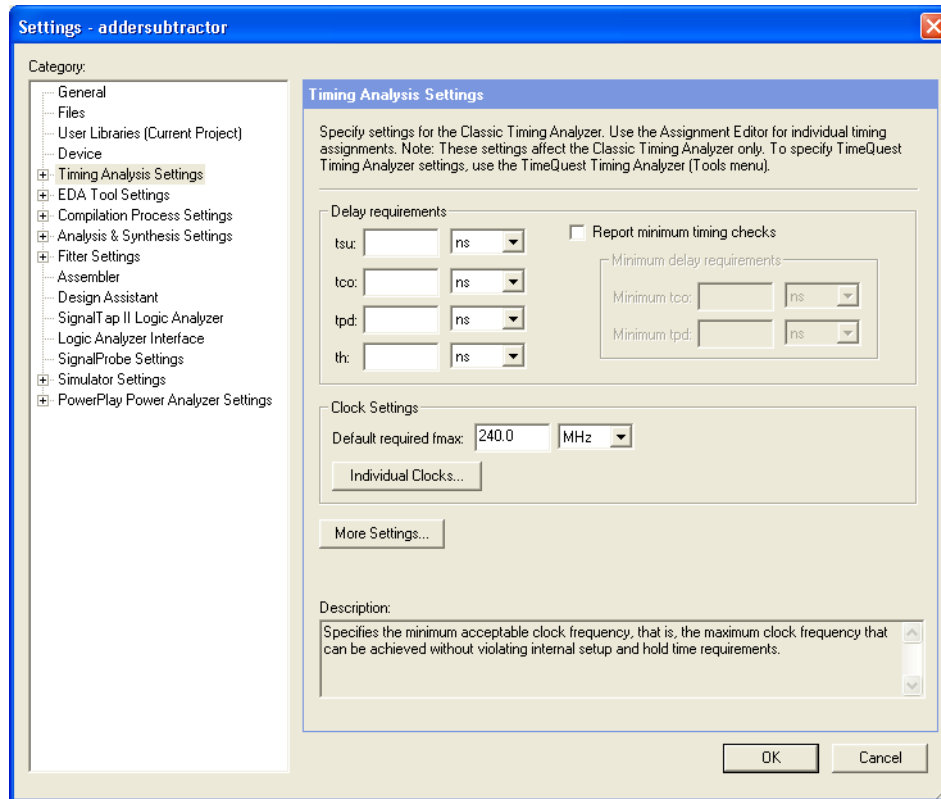 Settings - addersubtractor
Category:
General
Files
User Libraries (Current Project)
Device
Timing Analysis Settings
EDA Tool Settings
Compilation Process Settings
Analysis & Synthesis Settings
Fitter Settings
Assembler
Design Assistant
SignalTap II Logic Analyzer
Logic Analyzer Interface
SignalProbe Settings
Simulator Settings
PowerPlay Power Analyzer Settings
Timing Analysis Settings
Specify settings for the Classic Timing Analyzer. Use the Assignment Editor for individual timing
assignments. Note: These settings affect the Classic Timing Analyzer only. To specify TimeQuest
Timing Analyzer settings, use the TimeQuest Timing Analyzer (Tools menu).
Delay requirements
tsu: ns
tco: ns
tpd: ns
th: ns
Report minimum timing checks
Minimum delay requirements
Minimum tco: ns
Minimum tpd: ns
Clock Settings
Default required fmax: 240.0 MHz
Individual Clocks...
More Settings...
Description:
Specifies the minimum acceptable clock frequency, that is, the maximum clock frequency that
can be achieved without violating internal setup and hold time requirements.
OK Cancel